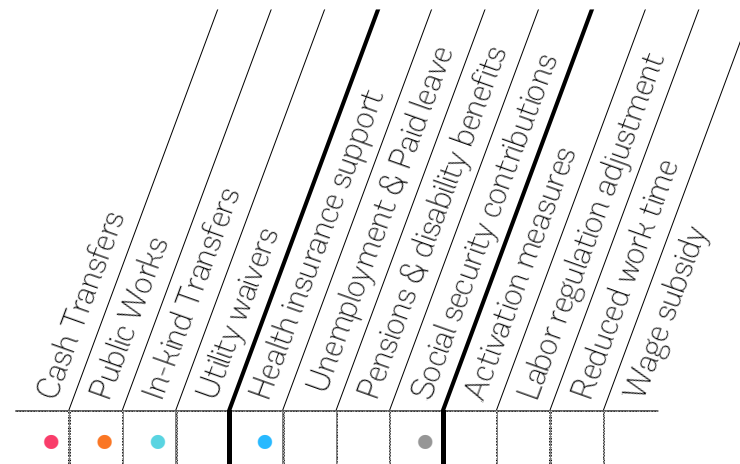 Cash Transfers
Public Works
In-kind Transfers
Utility waivers
Health insurance support
Unemployment & Paid leave
Pensions & disability benefits
Social security contributions
Activation measures
Labor regulation adjustment
Reduced work time
Wage subsidy